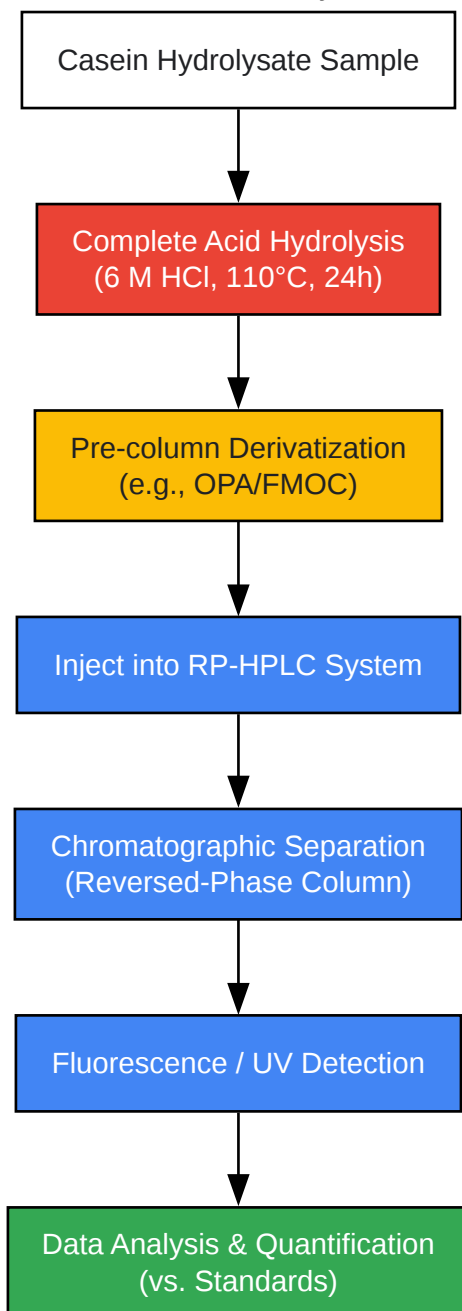 Casein Hydrolysate Sample
Complete Acid Hydrolysis
(6 M HCl, 110°C, 24h)
Pre-column Derivatization
(e.g., OPA/FMOC)
Inject into RP-HPLC System
Chromatographic Separation
(Reversed-Phase Column)
Fluorescence / UV Detection
Data Analysis & Quantification
(vs. Standards)